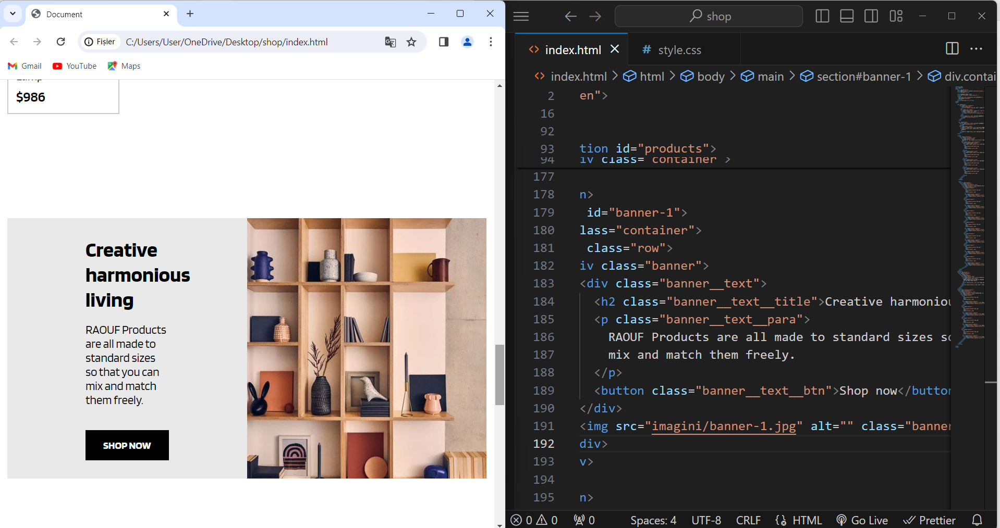 Document
Fișier
C:/Users/User/OneDrive/Desktop/shop/index.html
Gmail
YouTube
Maps
Lamp
$986
Creative
harmonious
living
RAOUF Products
are all made to
standard sizes
so that you can
mix and match
them freely.
SHOP NOW
shop
index.html
style.css
index.html > html > body > main > section#banner-1 > div.contai
2 en">
16
92
93 tion id="products">
94 iv class="container">
177
178 n>
179 id="banner-1">
180 lass="container">
181 class="row">
182 iv class="banner">
183 <div class="banner__text">
184 <h2 class="banner__text__title">Creative harmoniou
185 <p class="banner__text__para">
186 RAOUF Products are all made to standard sizes so
187 mix and match them freely.
188 </p>
189 <button class="banner__text__btn">Shop now</button
190 </div>
191 <img src="imagini/banner-1.jpg" alt="" class="banner
192 div>
193 v>
194
195 n>
0 0 0 Spaces: 4 UTF-8 CRLF HTML Go Live Prettier